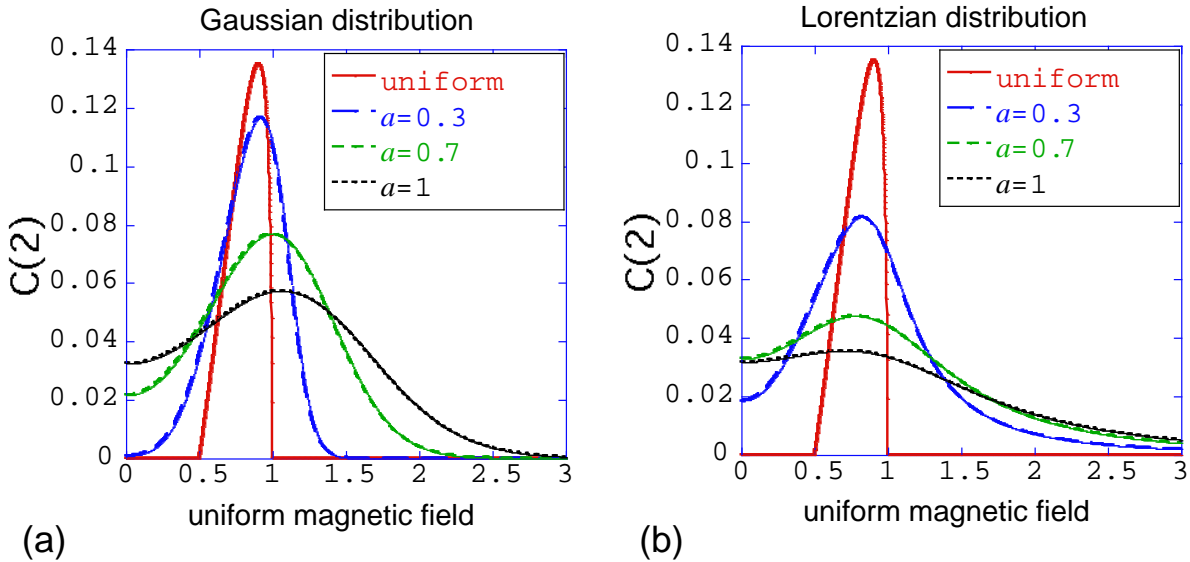 Gaussian distribution
0.14
0.12
0.1
0.08
0.06
0.04
0.02
0
C(2)
uniform
a=0.3
a=0.7
a=1
0 0.5 1 1.5 2 2.5 3
uniform magnetic field
(a)
Lorentzian distribution
0.14
0.12
0.1
0.08
0.06
0.04
0.02
0
C(2)
uniform
a=0.3
a=0.7
a=1
0 0.5 1 1.5 2 2.5 3
uniform magnetic field
(b)